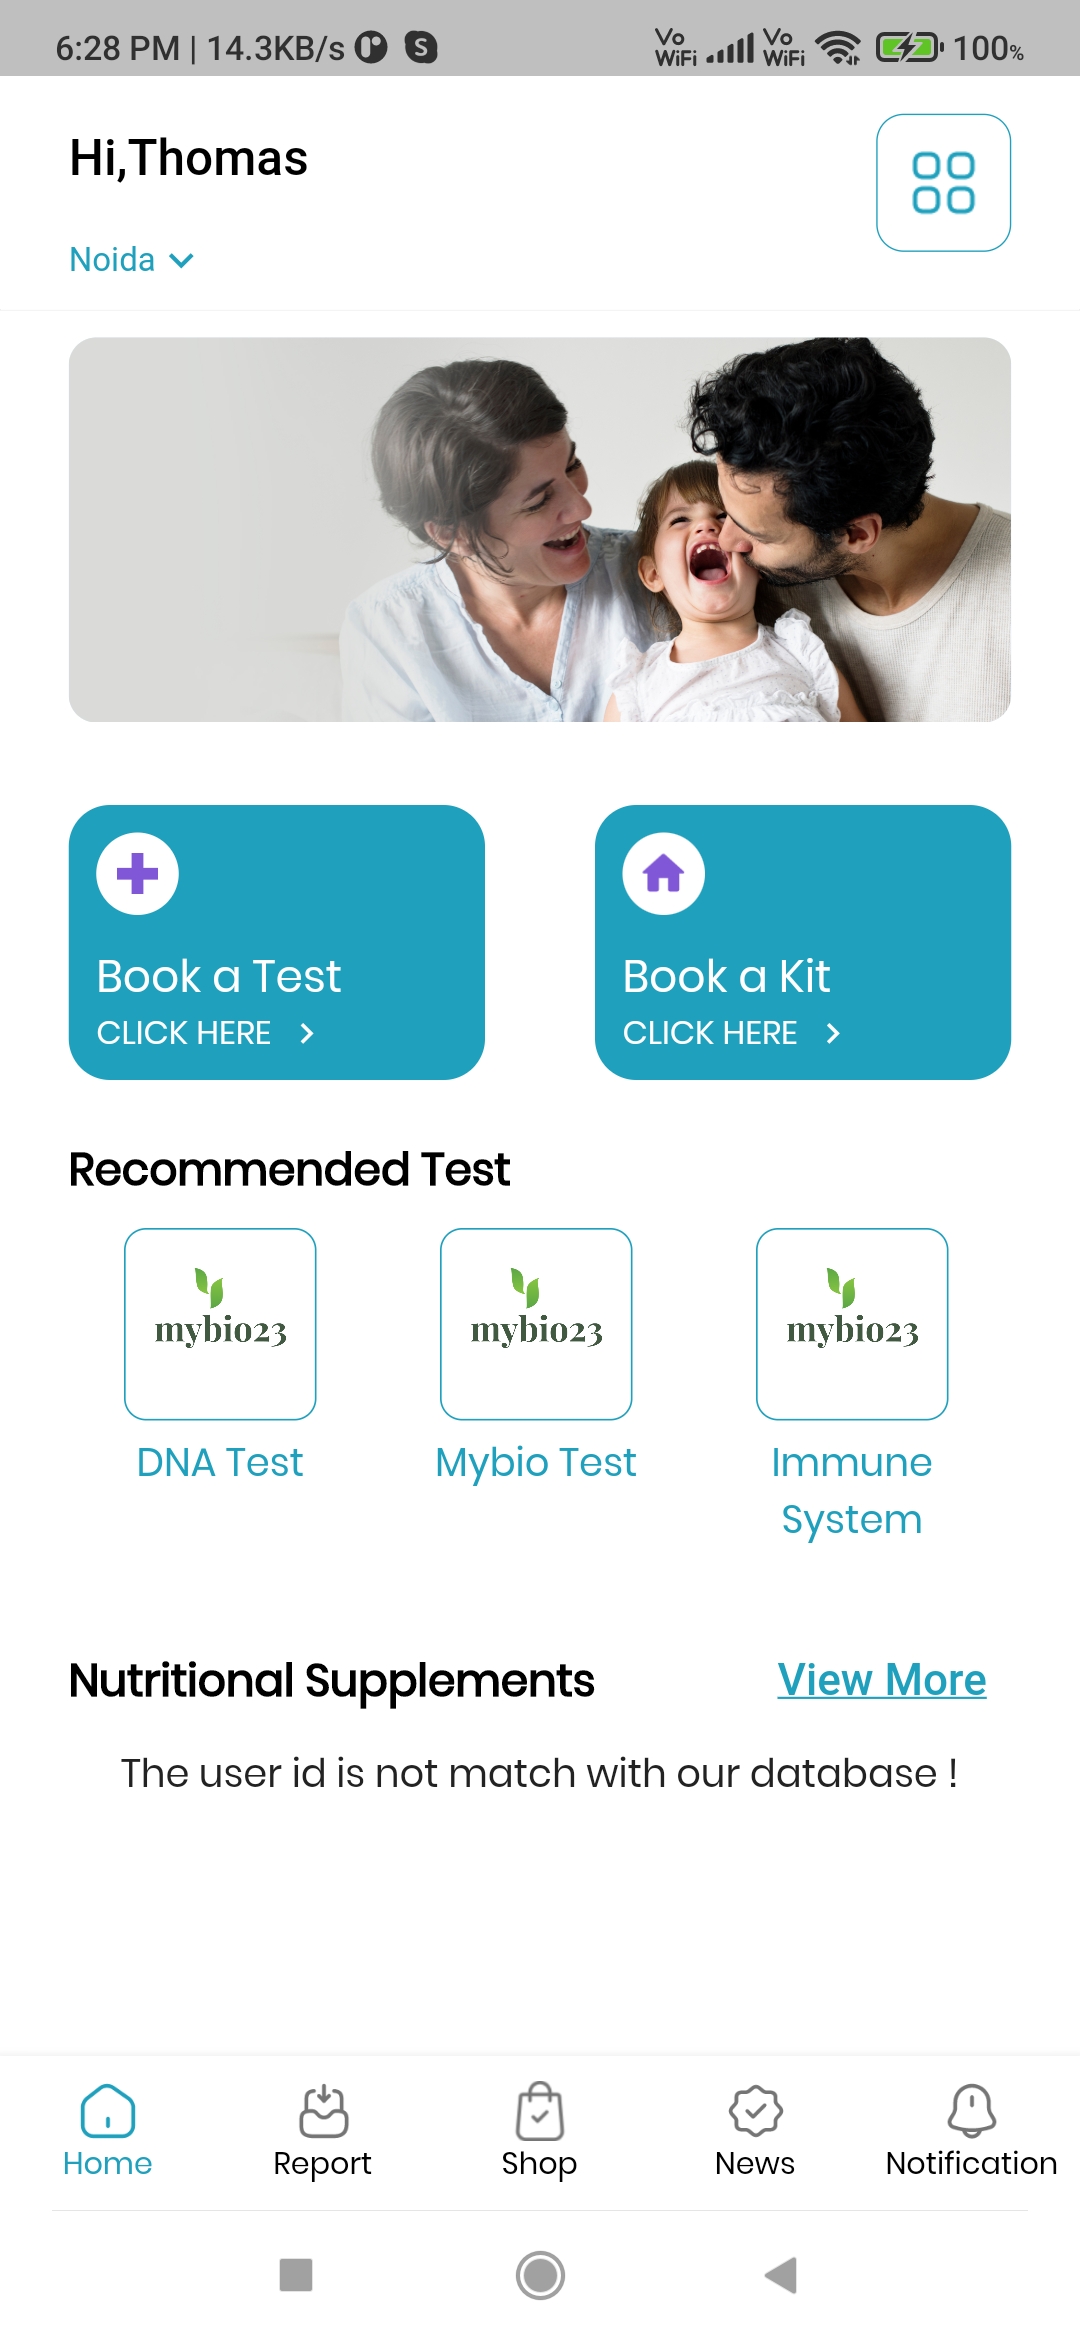 6:28 PM | 14.3KB/s S Vo WiFi Vo WiFi 100%
Hi,Thomas
Noida
Book a Test Book a Kit
CLICK HERE CLICK HERE
Recommended Test
mybio23 mybio23 mybio23
DNA Test Mybio Test Immune
System
Nutritional Supplements View More
The user id is not match with our database !
Home Report Shop News Notification